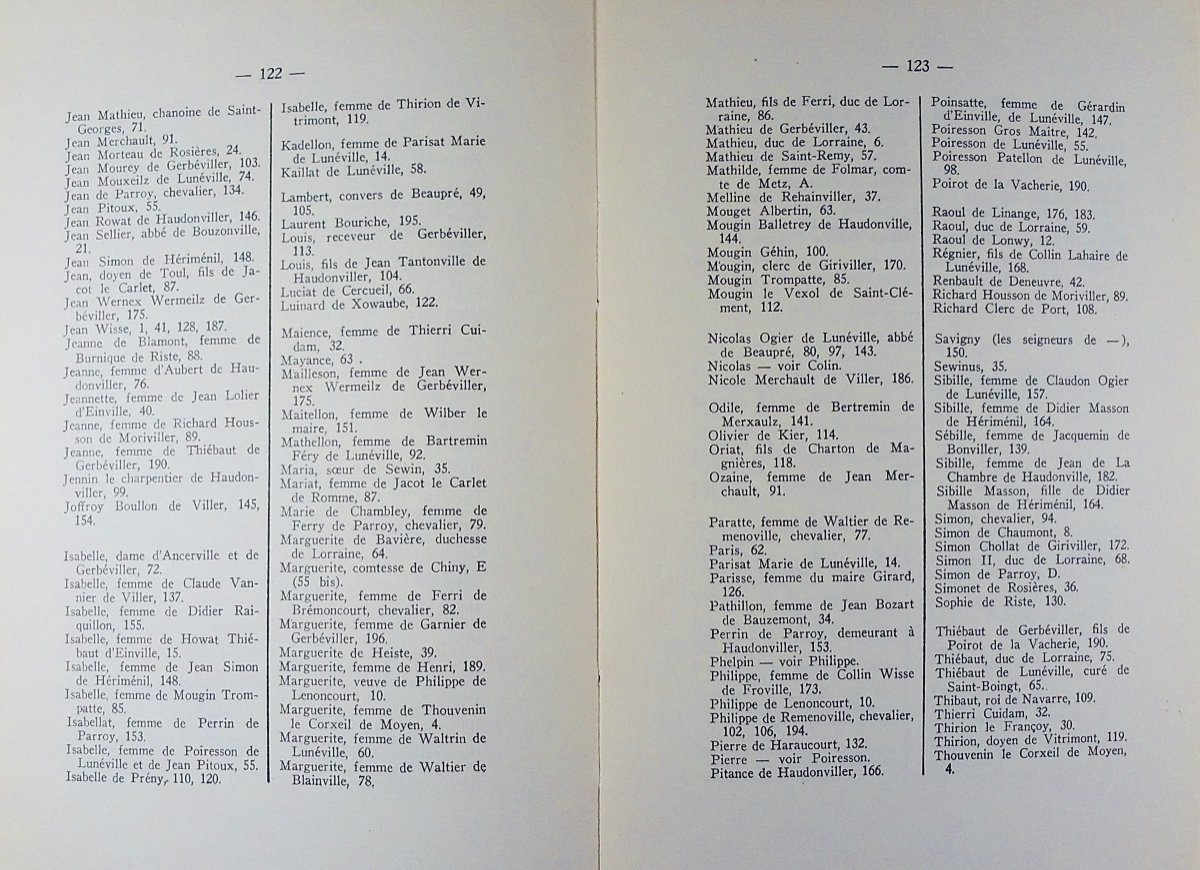 — 122 —
Jean Mathieu, chanoine de Saint-
Georges, 71.
Jean Merchault, 91.
Jean Morteau de Rosières, 24.
Jean Mourey de Gerbéviller, 103.
Jean Mouxeilz de Lunéville, 74.
Jean de Parroy, chevalier, 134.
Jean Pitoux, 55.
Jean Rowat de Haudonviller, 146.
Jean Sellier, abbé de Bouzonville,
21.
Jean Simon de Hériménil, 148.
Jean, doyen de Toul, fils de Ja-
cot le Carlet, 87.
Jean Wernex Wermeilz de Ger-
béviller, 175.
Jean Wisse, 1, 41, 128, 187.
Jeanne de Blamont, femme de
Burnique de Riste, 88.
Jeanne, femme d'Aubert de Hau-
donviller, 76.
Jeannette, femme de Jean Lolier
d'Einville, 40.
Jeanne, femme de Richard Hous-
son de Moriviller, 89.
Jeanne, femme de Thiébaut de
Gerbéviller, 190.
Jennin le charpentier de Haudon-
viller, 99.
Joffroy Boullon de Viller, 145,
154.
Isabelle, dame d'Ancerville et de
Gerbéviller, 72.
Isabelle, femme de Claude Van-
nier de Viller, 137.
Isabelle, femme de Didier Rai-
quillon, 155.
Isabelle, femme de Howat Thié-
baut d'Einville, 15.
Isabelle, femme de Jean Simon
de Hériménil, 148.
Isabelle, femme de Mougin Trom-
patte, 85.
Isabellat, femme de Perrin de
Parroy, 153.
Isabelle, femme de Poiresson de
Lunéville et de Jean Pitoux, 55.
Isabelle de Prény, 110, 120.
Isabelle, femme de Thirion de Vi-
trimont, 119.
Kadellon, femme de Parisat Marie
de Lunéville, 14.
Kaillat de Lunéville, 58.
Lambert, convers de Beaupré, 49,
105.
Laurent Bouriche, 195.
Louis, receveur de Gerbéviller,
113.
Louis, fils de Jean Tantonville de
Haudonviller, 104.
Luciat de Cercueil, 66.
Luinard de Xowaube, 122.
Maience, femme de Thierri Cui-
dam, 32.
Mayance, 63 .
Mailleson, femme de Jean Wer-
nex Wermeilz de Gerbéviller,
175.
Maitellon, femme de Wilber le
maire, 151.
Mathellon, femme de Bartremin
Féry de Lunéville, 92.
Maria, sœur de Sewin, 35.
Mariat, femme de Jacot le Carlet
de Romme, 87.
Marie de Chambley, femme de
Ferry de Parroy, chevalier, 79.
Marguerite de Bavière, duchesse
de Lorraine, 64.
Marguerite, comtesse de Chiny, E
(55 bis).
Marguerite, femme de Ferri de
Brémoncourt, chevalier, 82.
Marguerite, femme de Garnier de
Gerbéviller, 196.
Marguerite de Heiste, 39.
Marguerite, femme de Henri, 189.
Marguerite, veuve de Philippe de
Lenoncourt, 10.
Marguerite, femme de Thouvenin
le Corxeil de Moyen, 4.
Marguerite, femme de Waltrin de
Lunéville, 60.
Marguerite, femme de Waltier de
Blainville, 78.
— 123 —
Mathieu, fils de Ferri, duc de Lor-
raine, 86.
Mathieu de Gerbéviller, 43.
Mathieu, duc de Lorraine, 6.
Mathieu de Saint-Remy, 57.
Mathilde, femme de Folmar, com-
te de Metz, A.
Melline de Rehainviller, 37.
Mouget Albertin, 63.
Mougin Balletrey de Haudonville,
144.
Mougin Géhin, 100.
Mougin, clerc de Giriviller, 170.
Mougin Trompatte, 85.
Mougin le Vexol de Saint-Clé-
ment, 112.
Nicolas Ogier de Lunéville, abbé
de Beaupré, 80, 97, 143.
Nicolas — voir Colin.
Nicole Merchault de Viller, 186.
Odile, femme de Bertremin de
Merxaulz, 141.
Olivier de Kier, 114.
Oriat, fils de Charton de Ma-
gnières, 118.
Ozaine, femme de Jean Mer-
chault, 91.
Paratte, femme de Waltier de Re-
menoville, chevalier, 77.
Paris, 62.
Parisat Marie de Lunéville, 14.
Parisse, femme du maire Girard,
126.
Pathillon, femme de Jean Bozart
de Bauzemont, 34.
Perrin de Parroy, demeurant à
Haudonviller, 153.
Phelpin — voir Philippe.
Philippe, femme de Collin Wisse
de Froville, 173.
Philippe de Lenoncourt, 10.
Philippe de Remenoville, chevalier,
102, 106, 194.
Pierre de Haraucourt, 132.
Pierre — voir Poiresson.
Pitance de Haudonviller, 166.
Poinsatte, femme de Gérardin
d'Einville, de Lunéville, 147.
Poiresson Gros Maitre, 142.
Poiresson de Lunéville, 55.
Poiresson Patellon de Lunéville,
98.
Poirot de la Vacherie, 190.
Raoul de Linange, 176, 183.
Raoul, duc de Lorraine, 59.
Raoul de Lonwy, 12.
Régnier, fils de Collin Lahaire de
Lunéville, 168.
Renbault de Deneuvre, 42.
Richard Housson de Moriviller, 89.
Richard Clerc de Port, 108.
Savigny (les seigneurs de —),
150.
Sewinus, 35.
Sibille, femme de Claudon Ogier
de Lunéville, 157.
Sibille, femme de Didier Masson
de Hériménil, 164.
Sébille, femme de Jacquemin de
Bonviller, 139.
Sibille, femme de Jean de La
Chambre de Haudonville, 182.
Sibille Masson, fille de Didier
Masson de Hériménil, 164.
Simon, chevalier, 94.
Simon de Chaumont, 8.
Simon Chollat de Giriviller, 172.
Simon II, duc de Lorraine, 68.
Simon de Parroy, D.
Simonet de Rosières, 36.
Sophie de Riste, 130.
Thiébaut de Gerbéviller, fils de
Poirot de la Vacherie, 190.
Thiébaut, duc de Lorraine, 75.
Thiébaut de Lunéville, curé de
Saint-Boingt, 65.
Thibaut, roi de Navarre, 109.
Thierri Cuidam, 32.
Thirion le Françoy, 30.
Thirion, doyen de Vitrimont, 119.
Thouvenin le Corxeil de Moyen,
4.